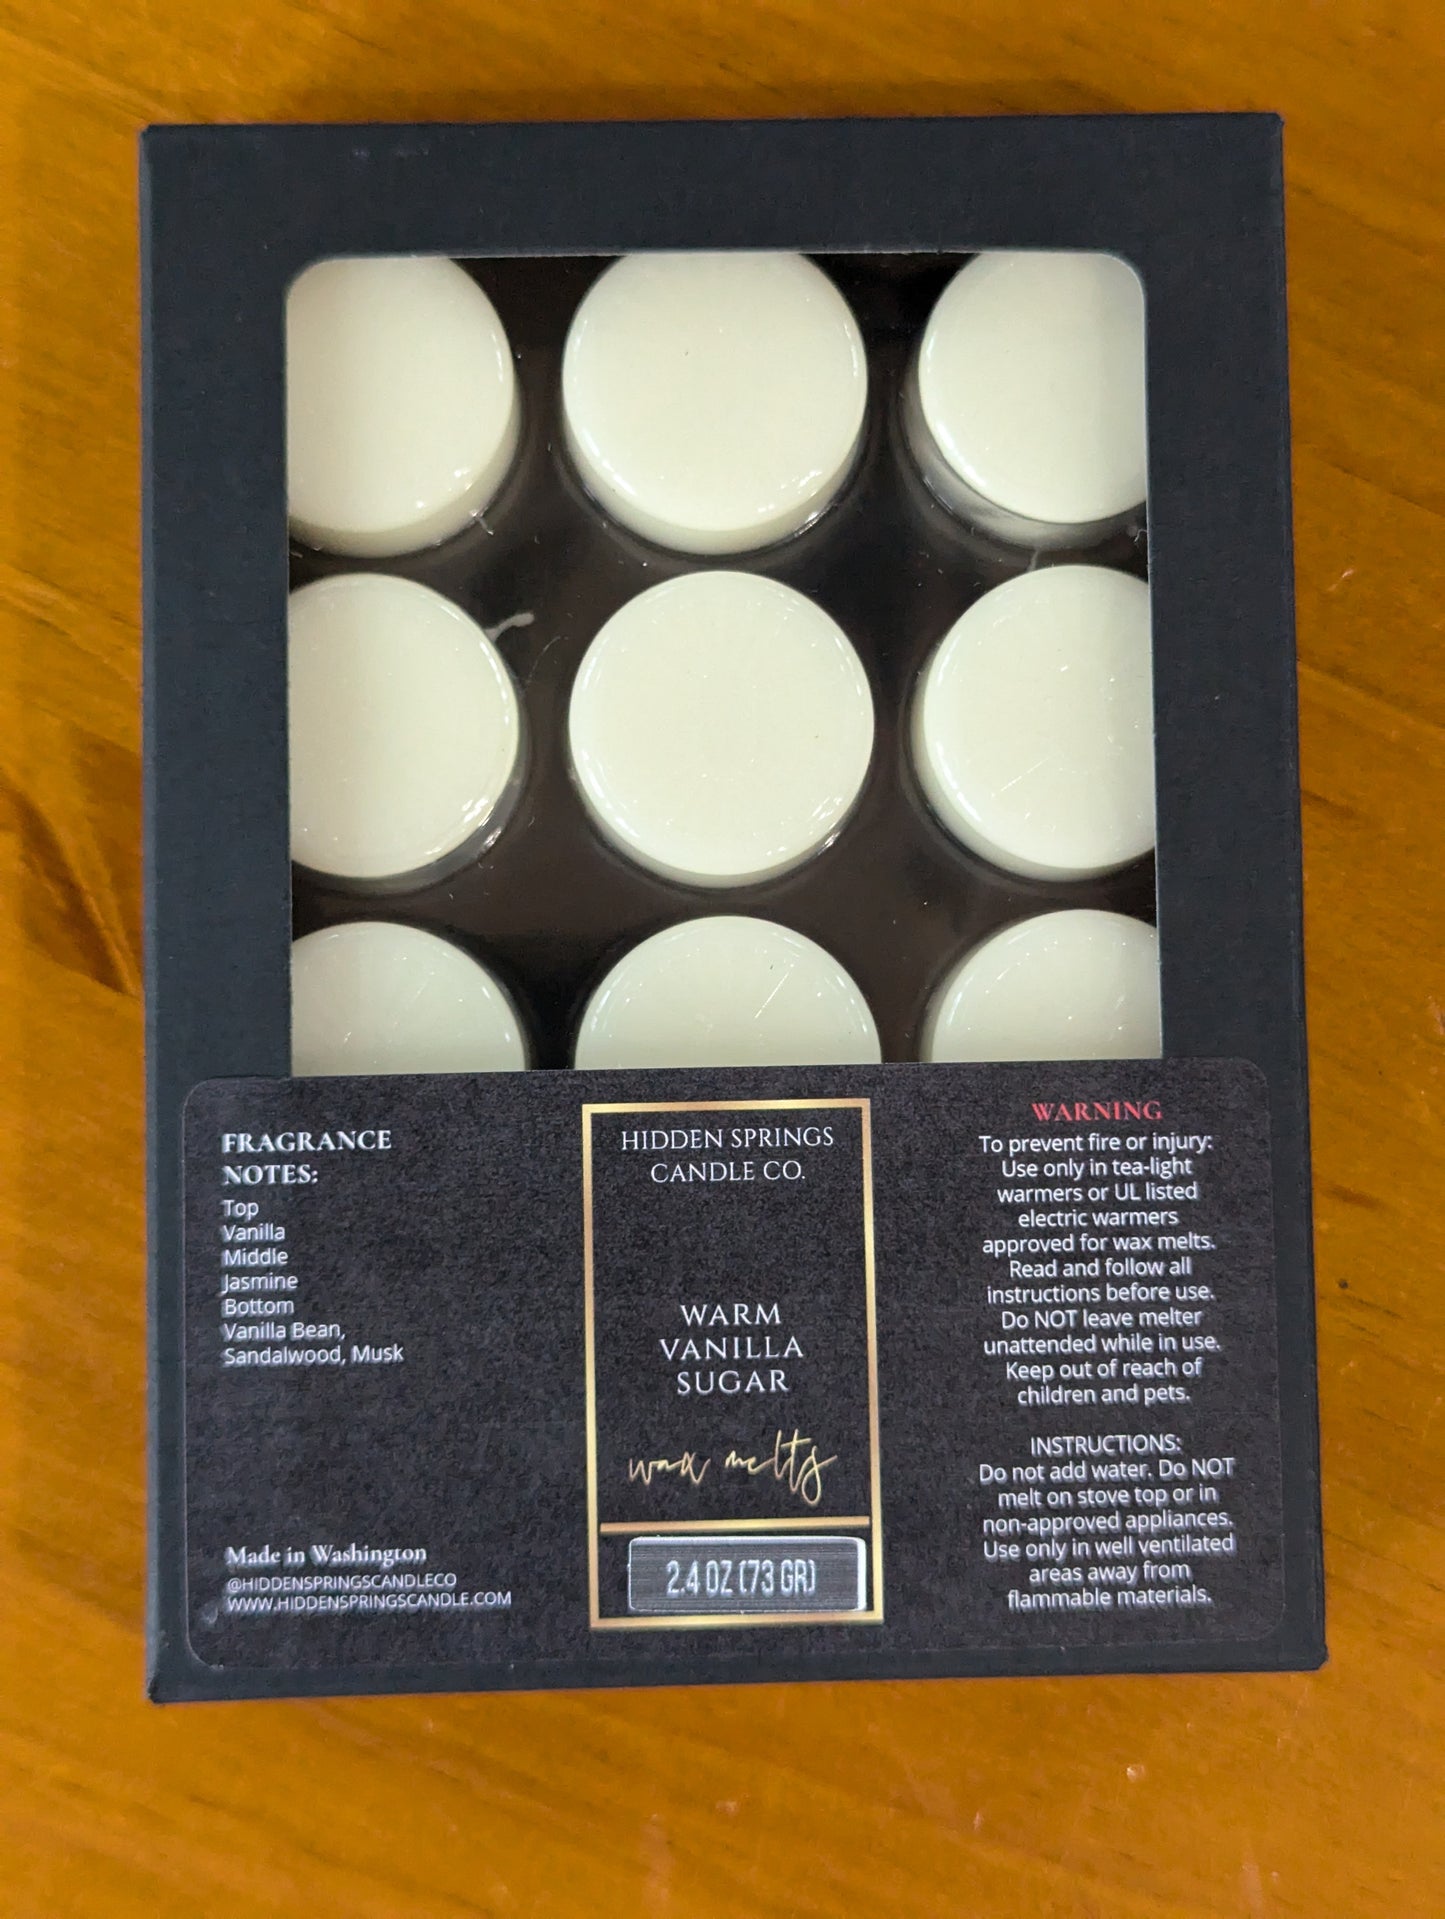 FRAGRANCE
NOTES:
Top
Vanilla
Middle
Jasmine
Bottom
Vanilla Bean,
Sandalwood, Musk
Made in Washington
@HIDDENSPRINGSCANDLECO
WWW.HIDDENSPRINGSCANDLE.COM
HIDDEN SPRINGS
CANDLE CO.
WARM
VANILLA
SUGAR
wax melts
2.4 OZ (73 GR)
WARNING
To prevent fire or injury:
Use only in tea-light
warmers or UL listed
electric warmers
approved for wax melts.
Read and follow all
instructions before use.
Do NOT leave melter
unattended while in use.
Keep out of reach of
children and pets.
INSTRUCTIONS:
Do not add water. Do NOT
melt on stove top or in
non-approved appliances.
Use only in well ventilated
areas away from
flammable materials.